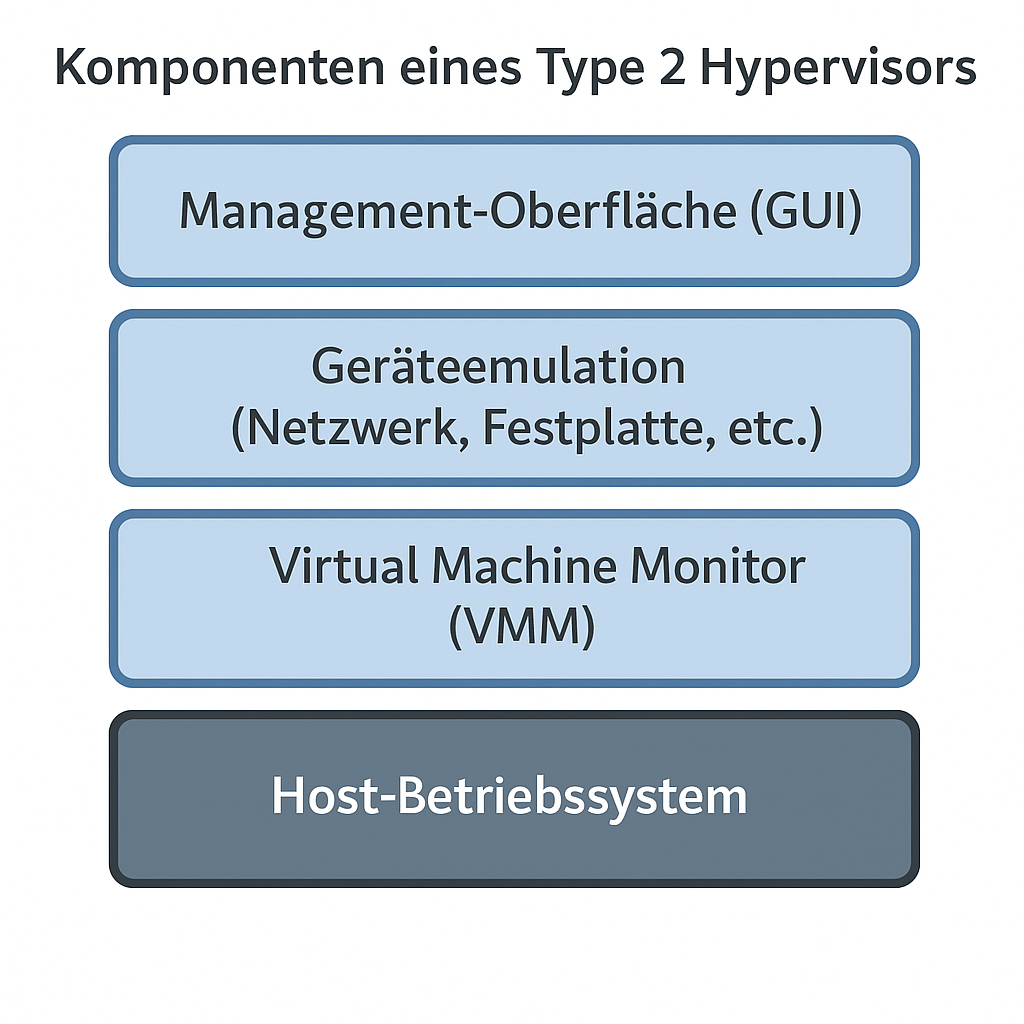 Komponenten eines Type 2 Hypervisors
Management-Oberfläche (GUI)
Geräteemulation
(Netzwerk, Festplatte, etc.)
Virtual Machine Monitor
(VMM)
Host-Betriebssystem